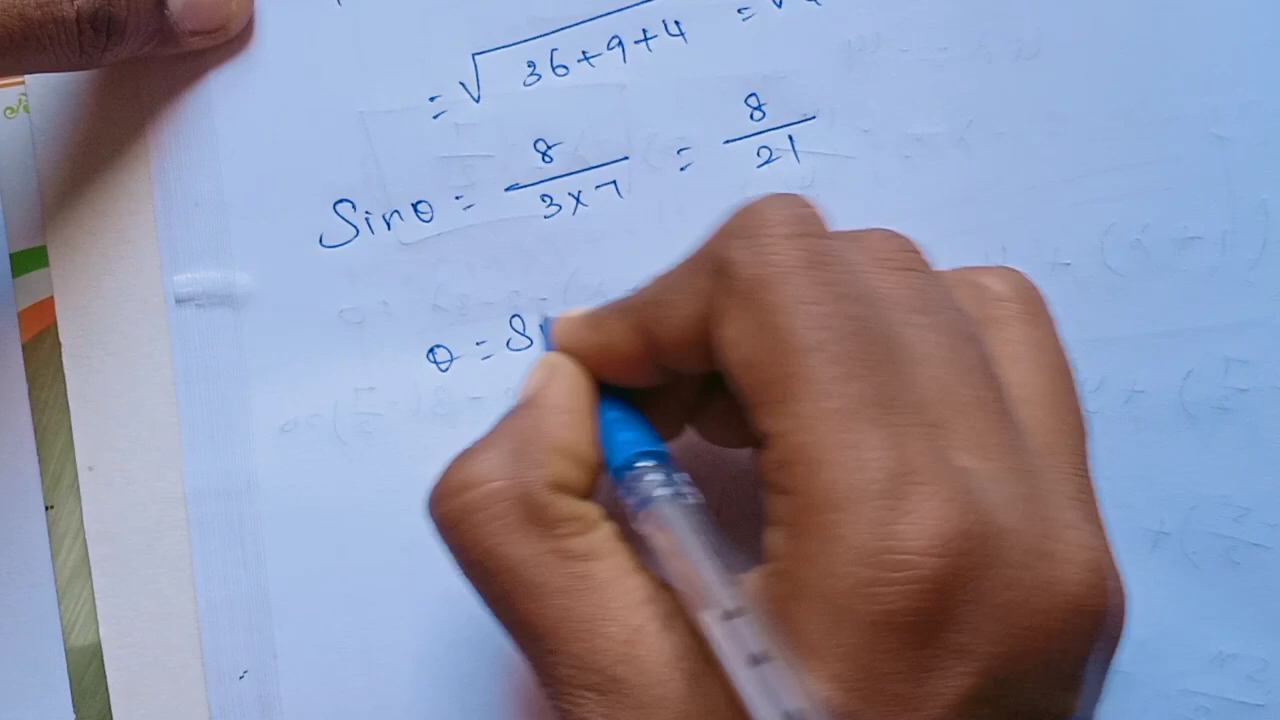 = √36+9+4 = √
Sinθ = 8/3×7 = 8/21
θ = S